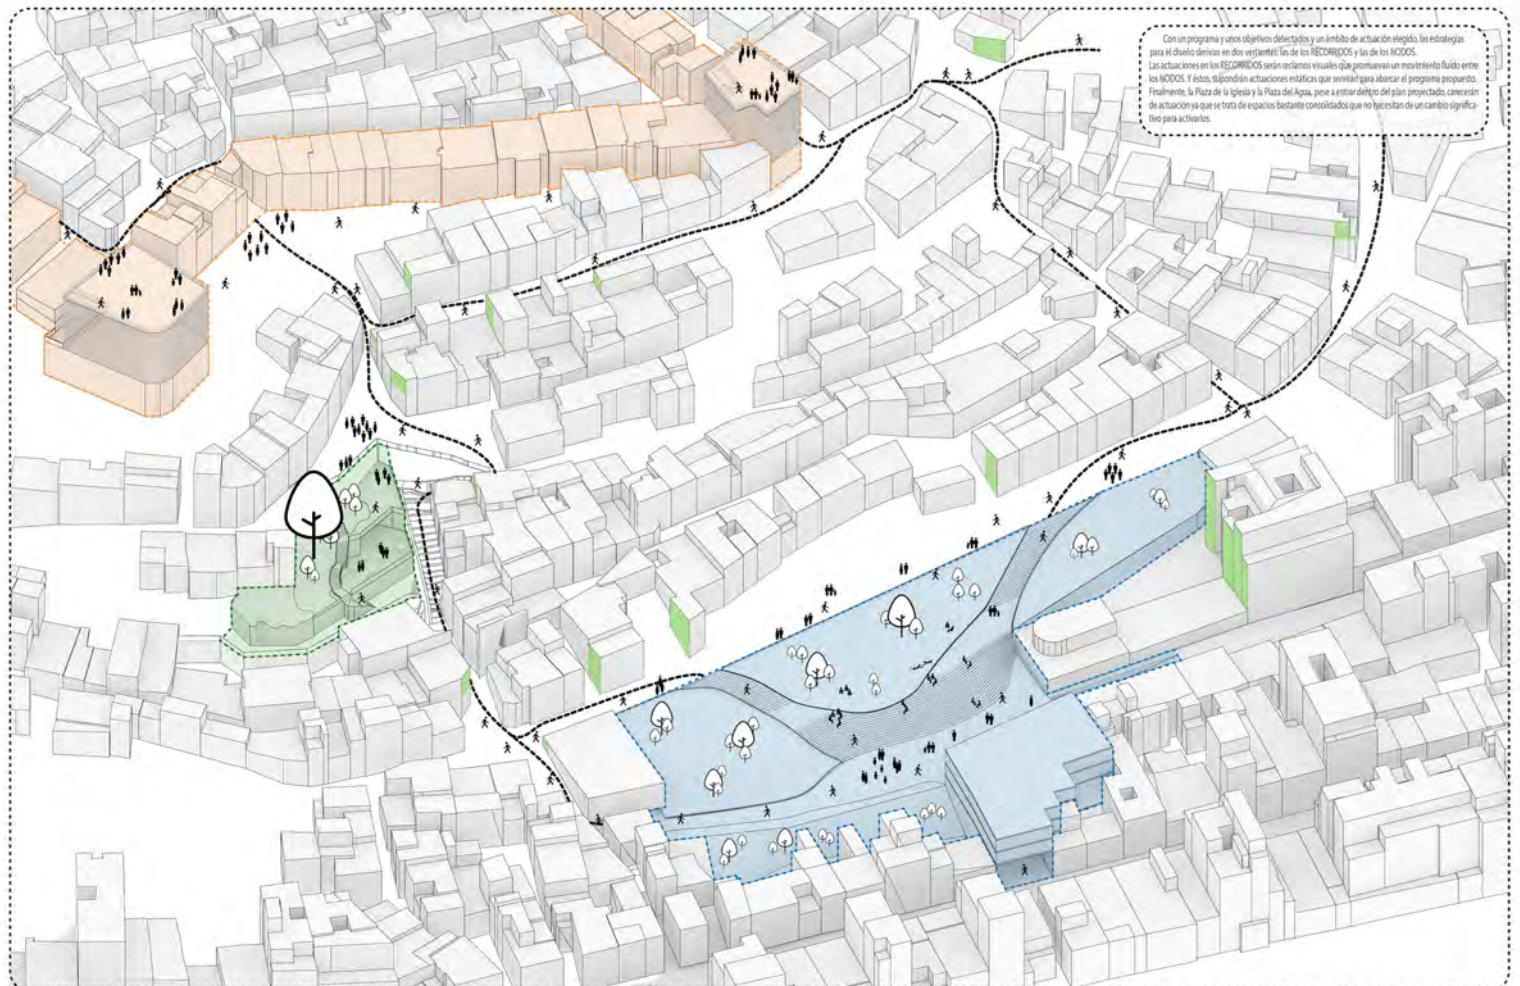 Con un programa y unos objetivos detectados y un ámbito de actuación elegido, las estrategias
para el diseño derivan en dos vertientes: las de los RECORRIDOS y las de los NODOS.
Las actuaciones en los RECORRIDOS serán reclamos visuales que promuevan un movimiento fluido entre
los NODOS. Y éstos, supondrán actuaciones estáticas que servirán para abarcar el programa propuesto.
Finalmente, la Plaza de la Iglesia y la Plaza del Agua, pese a entrar dentro del plan proyectado, carecerán
de actuación ya que se trata de espacios bastante consolidados que no necesitan de un cambio significa-
tivo para activarlos.